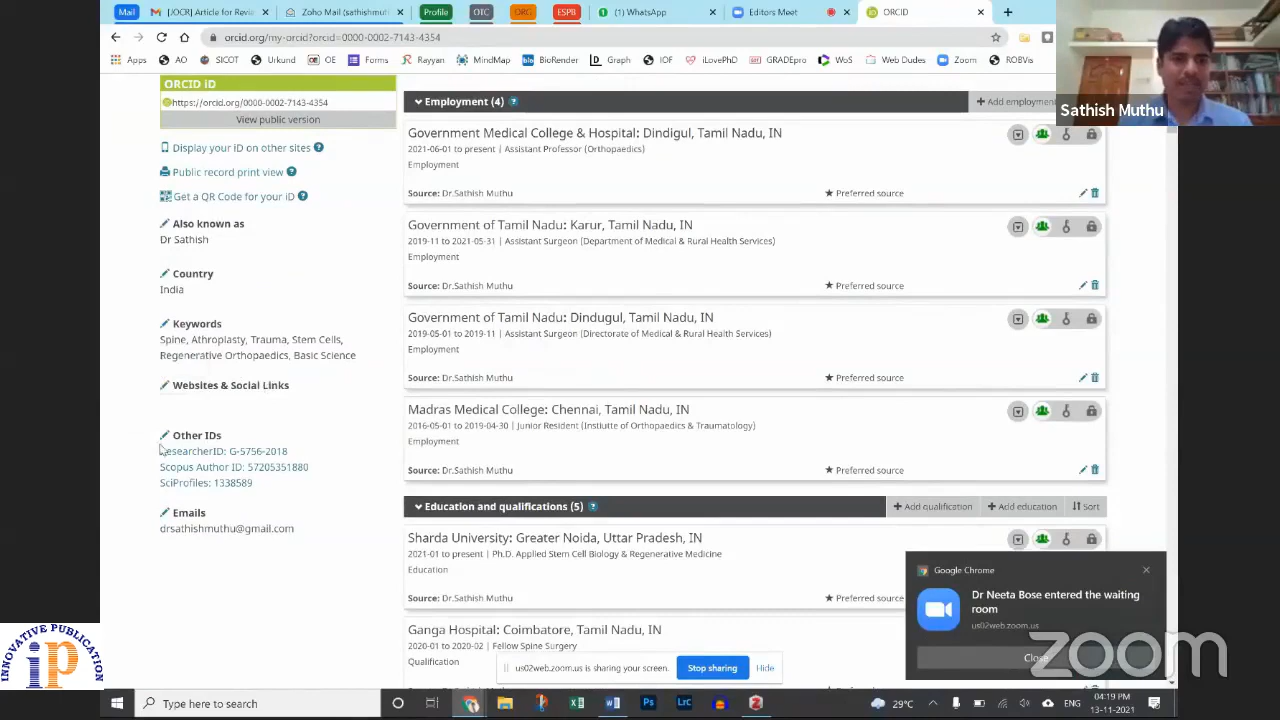 Mail
[IJOO] Article for Revie
Zoho Mail (sathishmuthu
Profile
OTC
ORG
ESPB
(1) WhatsApp
Editors Meet
ORCID
orcid.org/my-orcid?orcid=0000-0002-7143-4354
Apps
AO
SICOT
Urkund
OE
Forms
Rayyan
MindMap
BioRender
Graph
IOF
iLovePhD
GRADEpro
WoS
Web Dudes
Zoom
ROBVis
Sathish Muthu
ORCID iD
https://orcid.org/0000-0002-7143-4354
View public version
Display your iD on other sites
Public record print view
Get a QR Code for your iD
Also known as
Dr Sathish
Country
India
Keywords
Spine, Athroplasty, Trauma, Stem Cells,
Regenerative Orthopaedics, Basic Science
Websites & Social Links
Other IDs
esearcherID: G-5756-2018
Scopus Author ID: 57205351880
SciProfiles: 1338589
Emails
drsathishmuthu@gmail.com
Employment (4)
Add employmen
Government Medical College & Hospital: Dindigul, Tamil Nadu, IN
2021-06-01 to present | Assistant Professor (Orthopaedics)
Employment
Source: Dr.Sathish Muthu
Preferred source
Government of Tamil Nadu: Karur, Tamil Nadu, IN
2019-11 to 2021-05-31 | Assistant Surgeon (Department of Medical & Rural Health Services)
Employment
Source: Dr.Sathish Muthu
Preferred source
Government of Tamil Nadu: Dindugul, Tamil Nadu, IN
2019-05-01 to 2019-11 | Assistant Surgeon (Directorate of Medical & Rural Health Services)
Employment
Source: Dr.Sathish Muthu
Preferred source
Madras Medical College: Chennai, Tamil Nadu, IN
2016-05-01 to 2019-04-30 | Junior Resident (Instiutte of Orthopaedics & Traumatology)
Employment
Source: Dr.Sathish Muthu
Preferred source
Education and qualifications (5)
Add qualification
Add education
Sort
Sharda University: Greater Noida, Uttar Pradesh, IN
2021-01 to present | Ph.D. Applied Stem Cell Biology & Regenerative Medicine
Education
Source: Dr.Sathish Muthu
Preferred source
Ganga Hospital: Coimbatore, Tamil Nadu, IN
2020-01 to 2020-02 | Fellow Spine Surgery
Qualification
us02web.zoom.us is sharing your screen.
Stop sharing
Hide
Google Chrome
Dr Neeta Bose entered the waiting
room
us02web.zoom.us
Close
zoom
INNOVATIVE PUBLICATION
ip
Type here to search
29°C
ENG
04:19 PM
13-11-2021